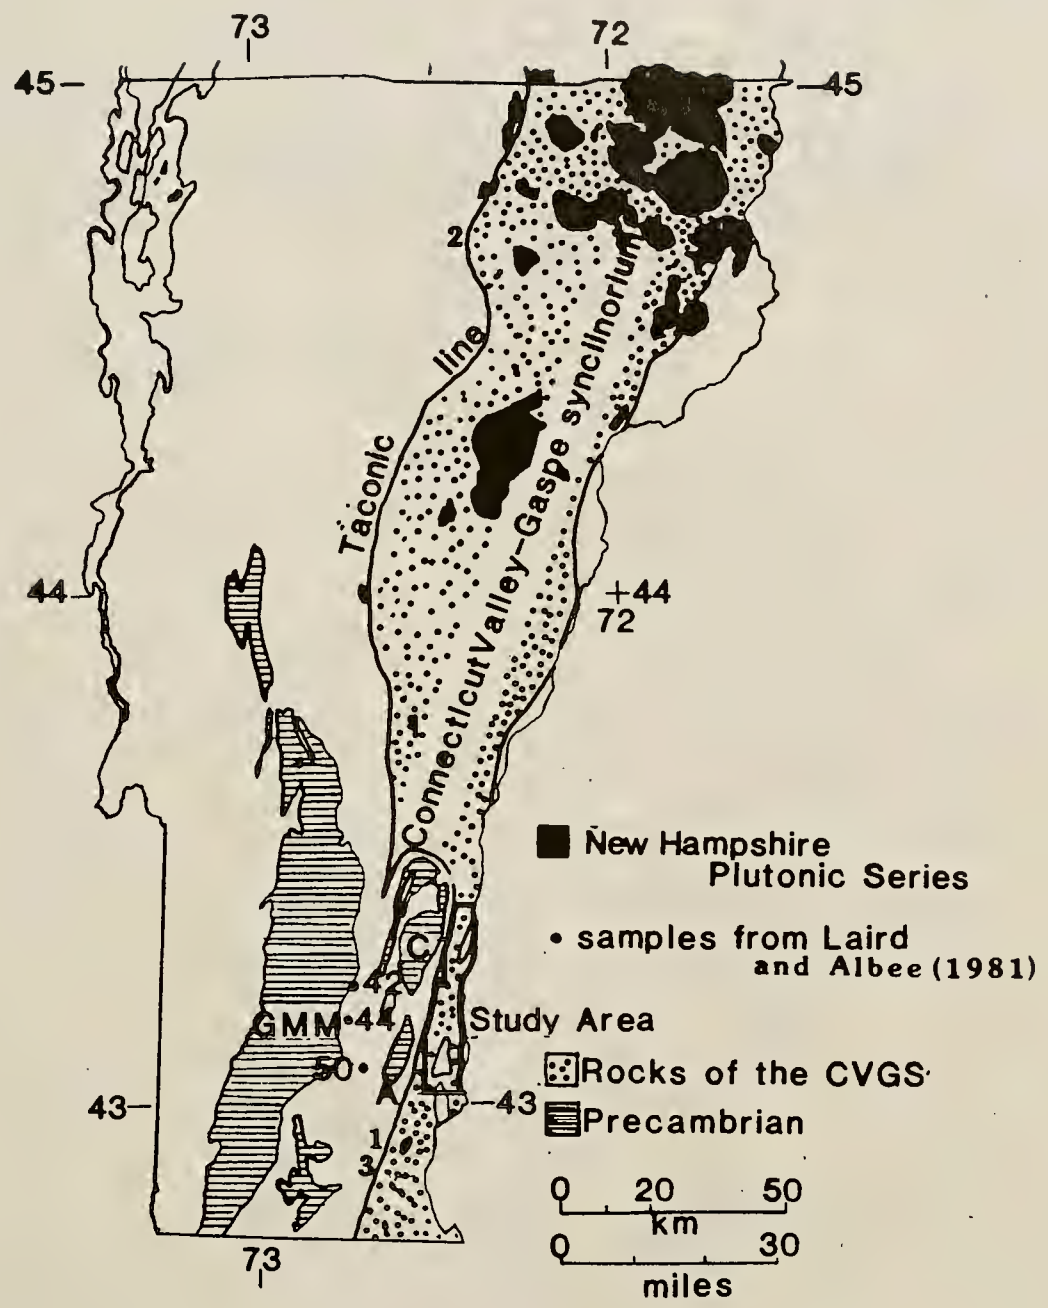 73
72
45
45
2
Taconic line
Connecticut Valley-Gaspe synclinorium
44
+44
72
1
New Hampshire
Plutonic Series
• samples from Laird
and Albee (1981)
C
42
GMM
44
Study Area
50
A
Rocks of the CVGS
43
43
Precambrian
1
3
0 20 50
km
0 30
miles
73